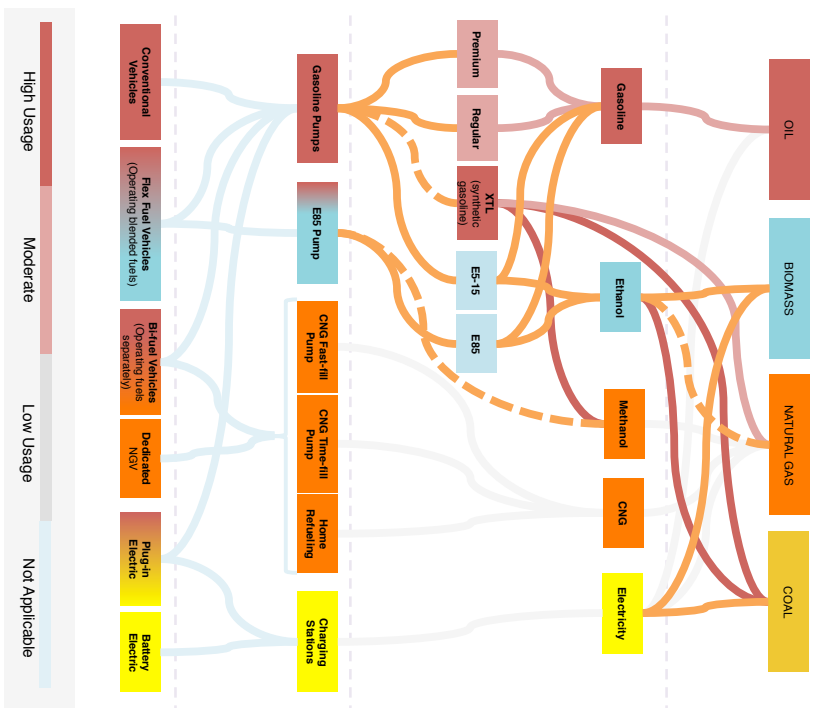 OIL
BIOMASS
NATURAL GAS
COAL
Gasoline
Ethanol
Methanol
CNG
Electricity
Premium
Regular
XTL
(synthetic
gasoline)
E5-15
E85
Gasoline Pumps
E85 Pump
CNG Fast-fill
Pump
CNG Time-fill
Pump
Home
Refueling
Charging
Stations
Conventional
Vehicles
Flex Fuel Vehicles
(Operating blended fuels)
Bi-fuel Vehicles
(Operating fuels
separately)
Dedicated
NGV
Plug-in
Electric
Battery
Electric
High Usage
Moderate
Low Usage
Not Applicable